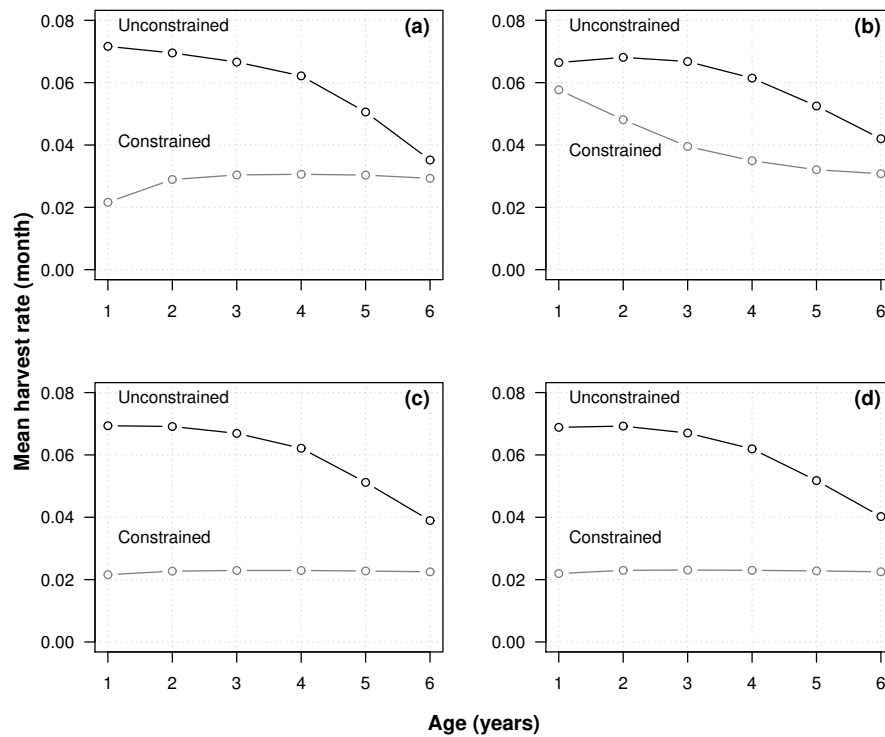 Mean harvest rate (month)
Unconstrained
(a)
Constrained
0.08
0.06
0.04
0.02
0.00
1 2 3 4 5 6
Unconstrained
(b)
Constrained
0.08
0.06
0.04
0.02
0.00
1 2 3 4 5 6
Unconstrained
(c)
Constrained
0.08
0.06
0.04
0.02
0.00
1 2 3 4 5 6
Unconstrained
(d)
Constrained
0.08
0.06
0.04
0.02
0.00
1 2 3 4 5 6
Age (years)